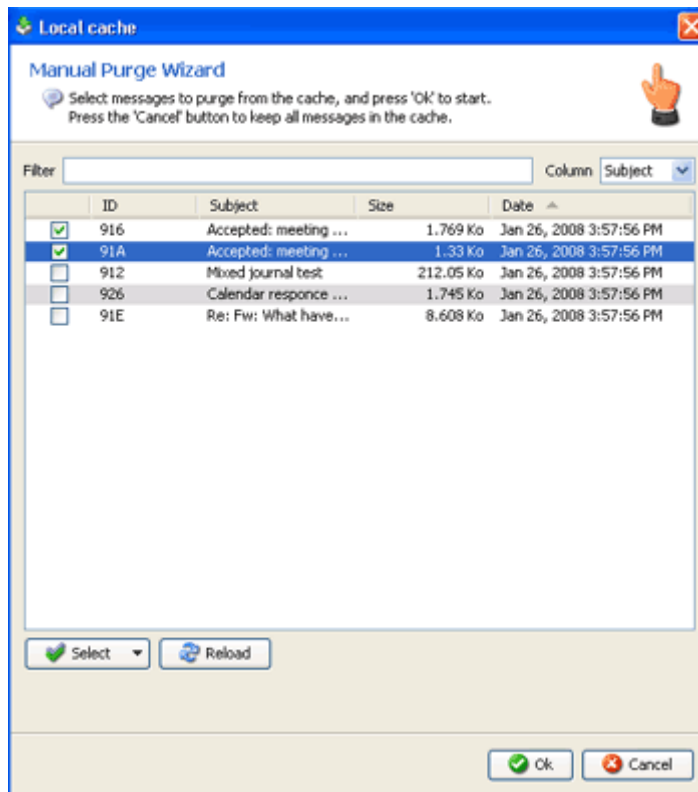 Local cache
Manual Purge Wizard
Select messages to purge from the cache, and press 'Ok' to start.
Press the 'Cancel' button to keep all messages in the cache.
Filter Column Subject
ID Subject Size Date
916 Accepted: meeting ... 1.769 Ko Jan 26, 2008 3:57:56 PM
91A Accepted: meeting ... 1.33 Ko Jan 26, 2008 3:57:56 PM
912 Mixed journal test 212.05 Ko Jan 26, 2008 3:57:56 PM
926 Calendar responce ... 1.745 Ko Jan 26, 2008 3:57:56 PM
91E Re: Fw: What have... 8.608 Ko Jan 26, 2008 3:57:56 PM
Select Reload
Ok Cancel